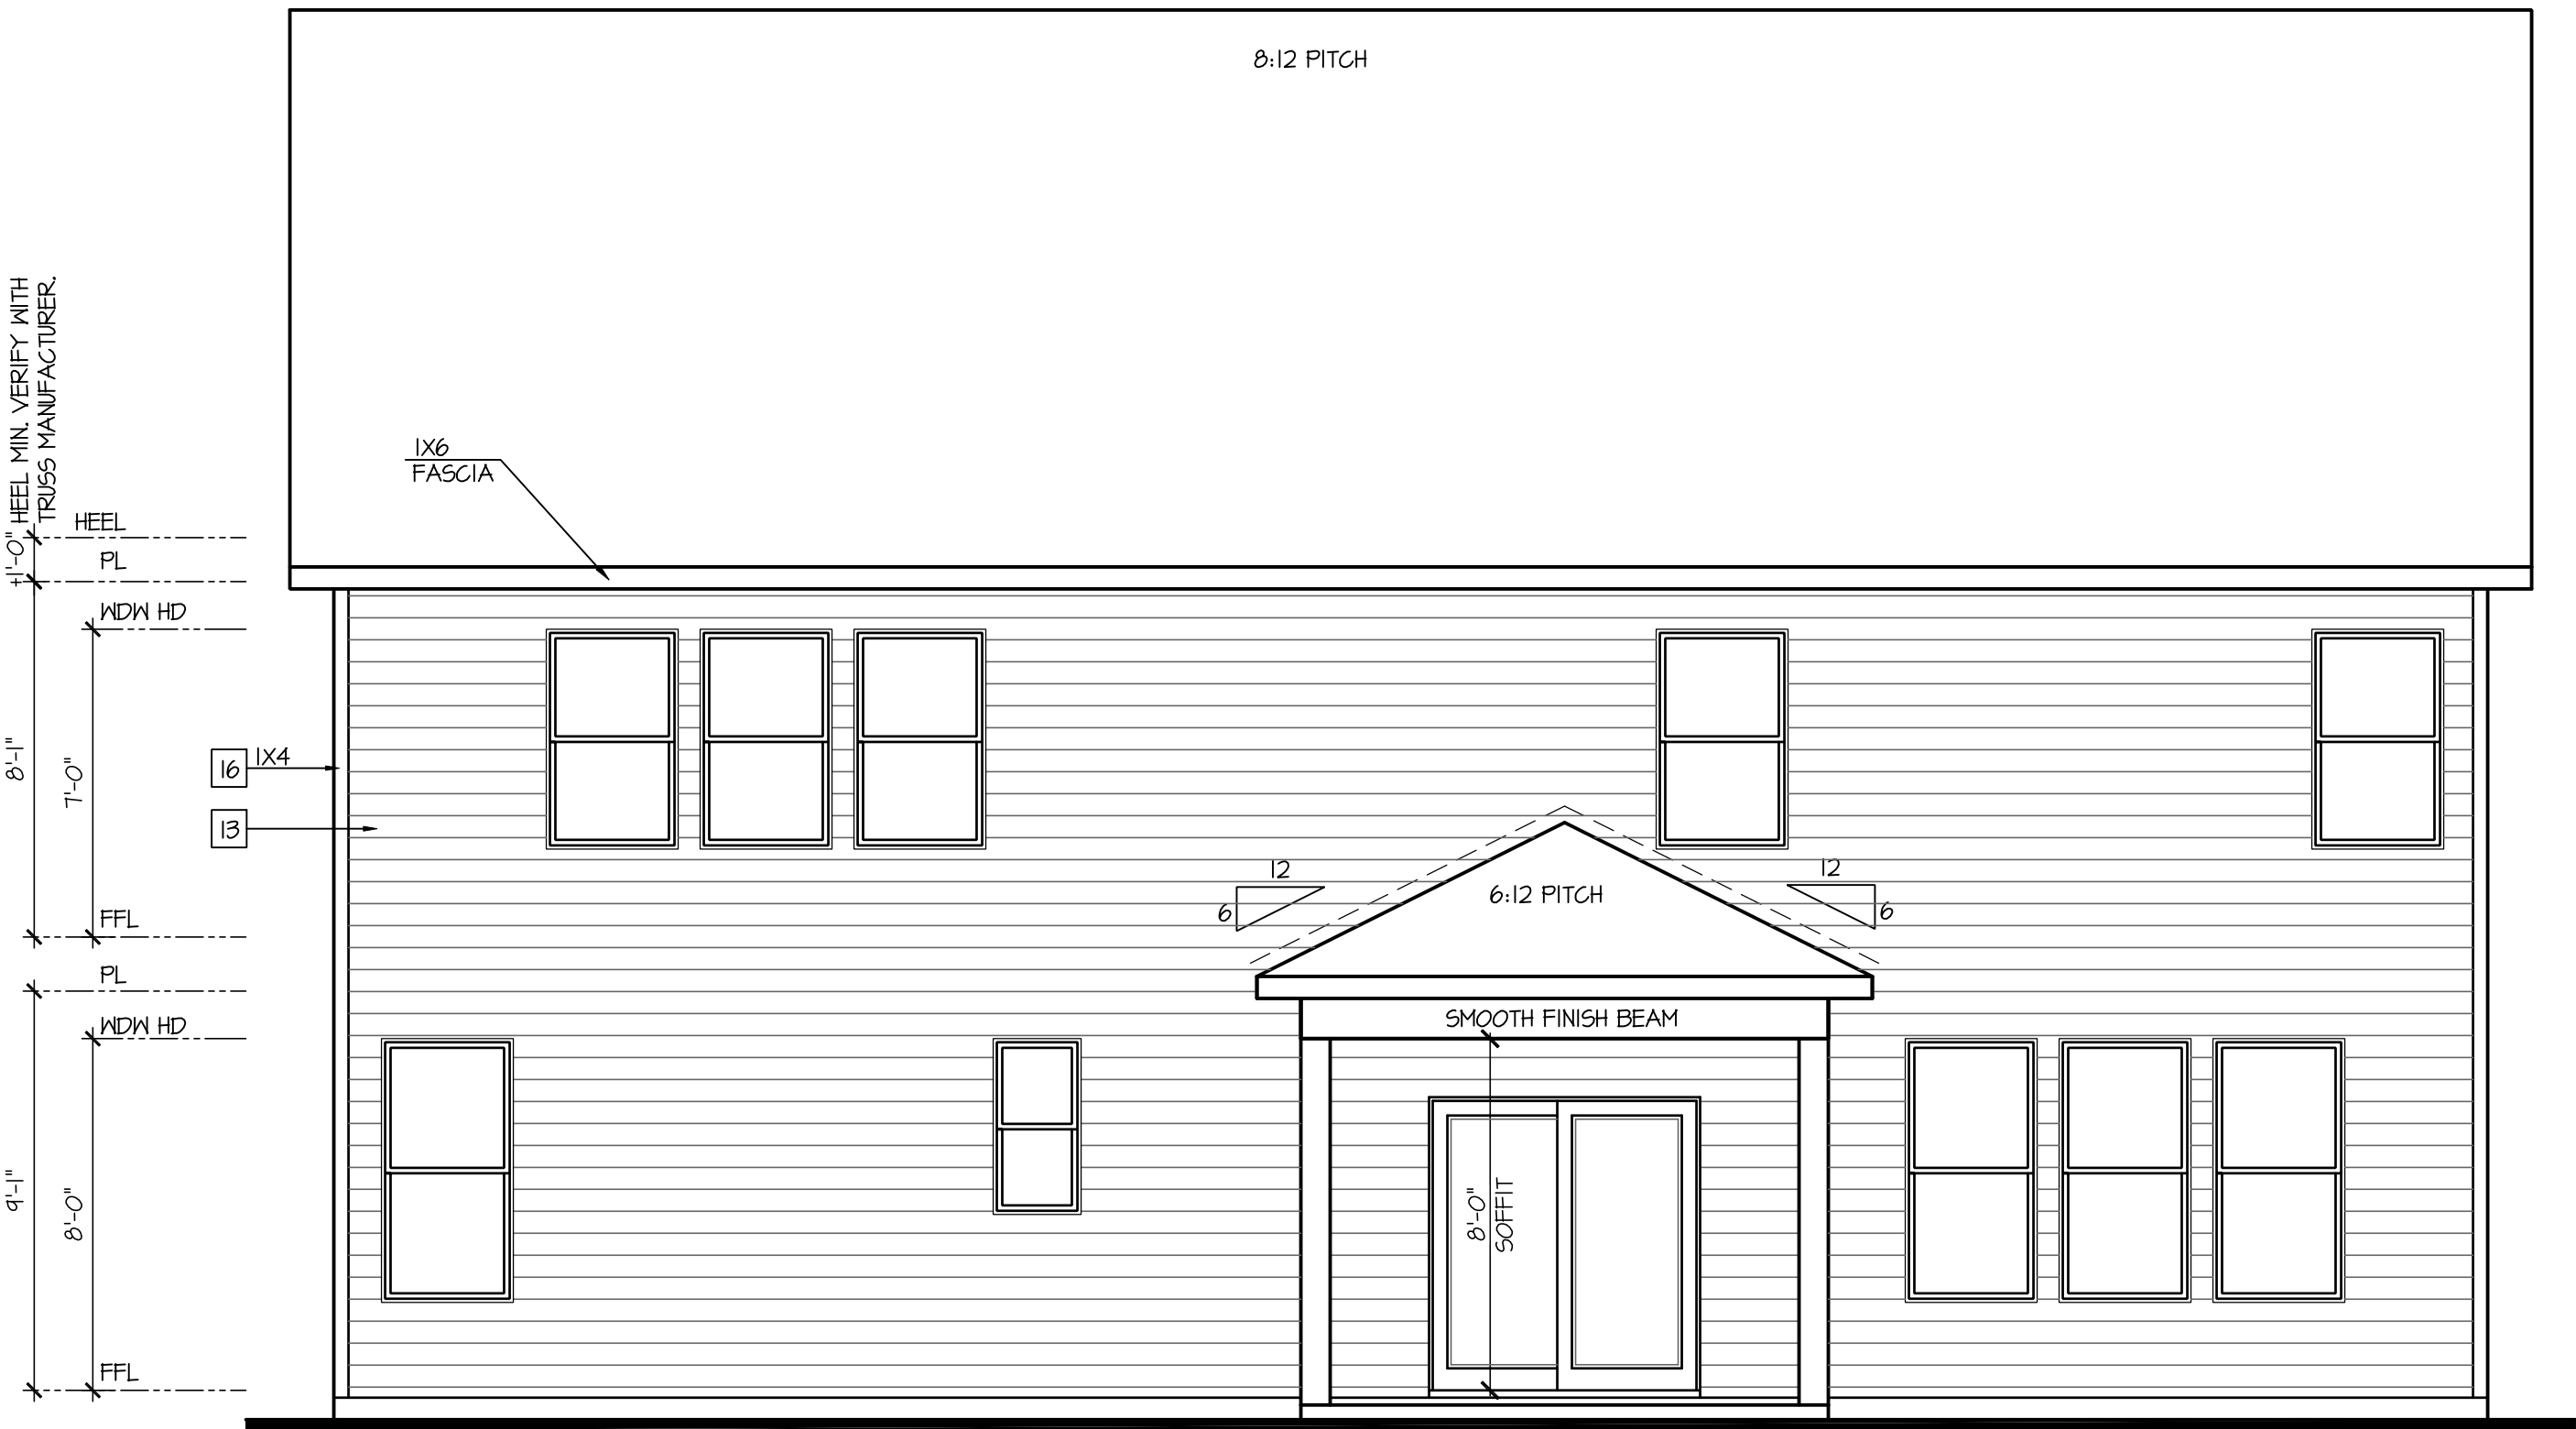 8:12 PITCH
HEEL MIN. VERIFY WITH
TRUSS MANUFACTURER.
1X6
FASCIA
HEEL
+1'-0"
PL
WDW HD
8'-1"
7'-0"
16
1X4
13
FFL
12
6
6:12 PITCH
12
6
PL
SMOOTH FINISH BEAM
WDW HD
9'-1"
8'-0"
8'-0"
SOFFIT
FFL